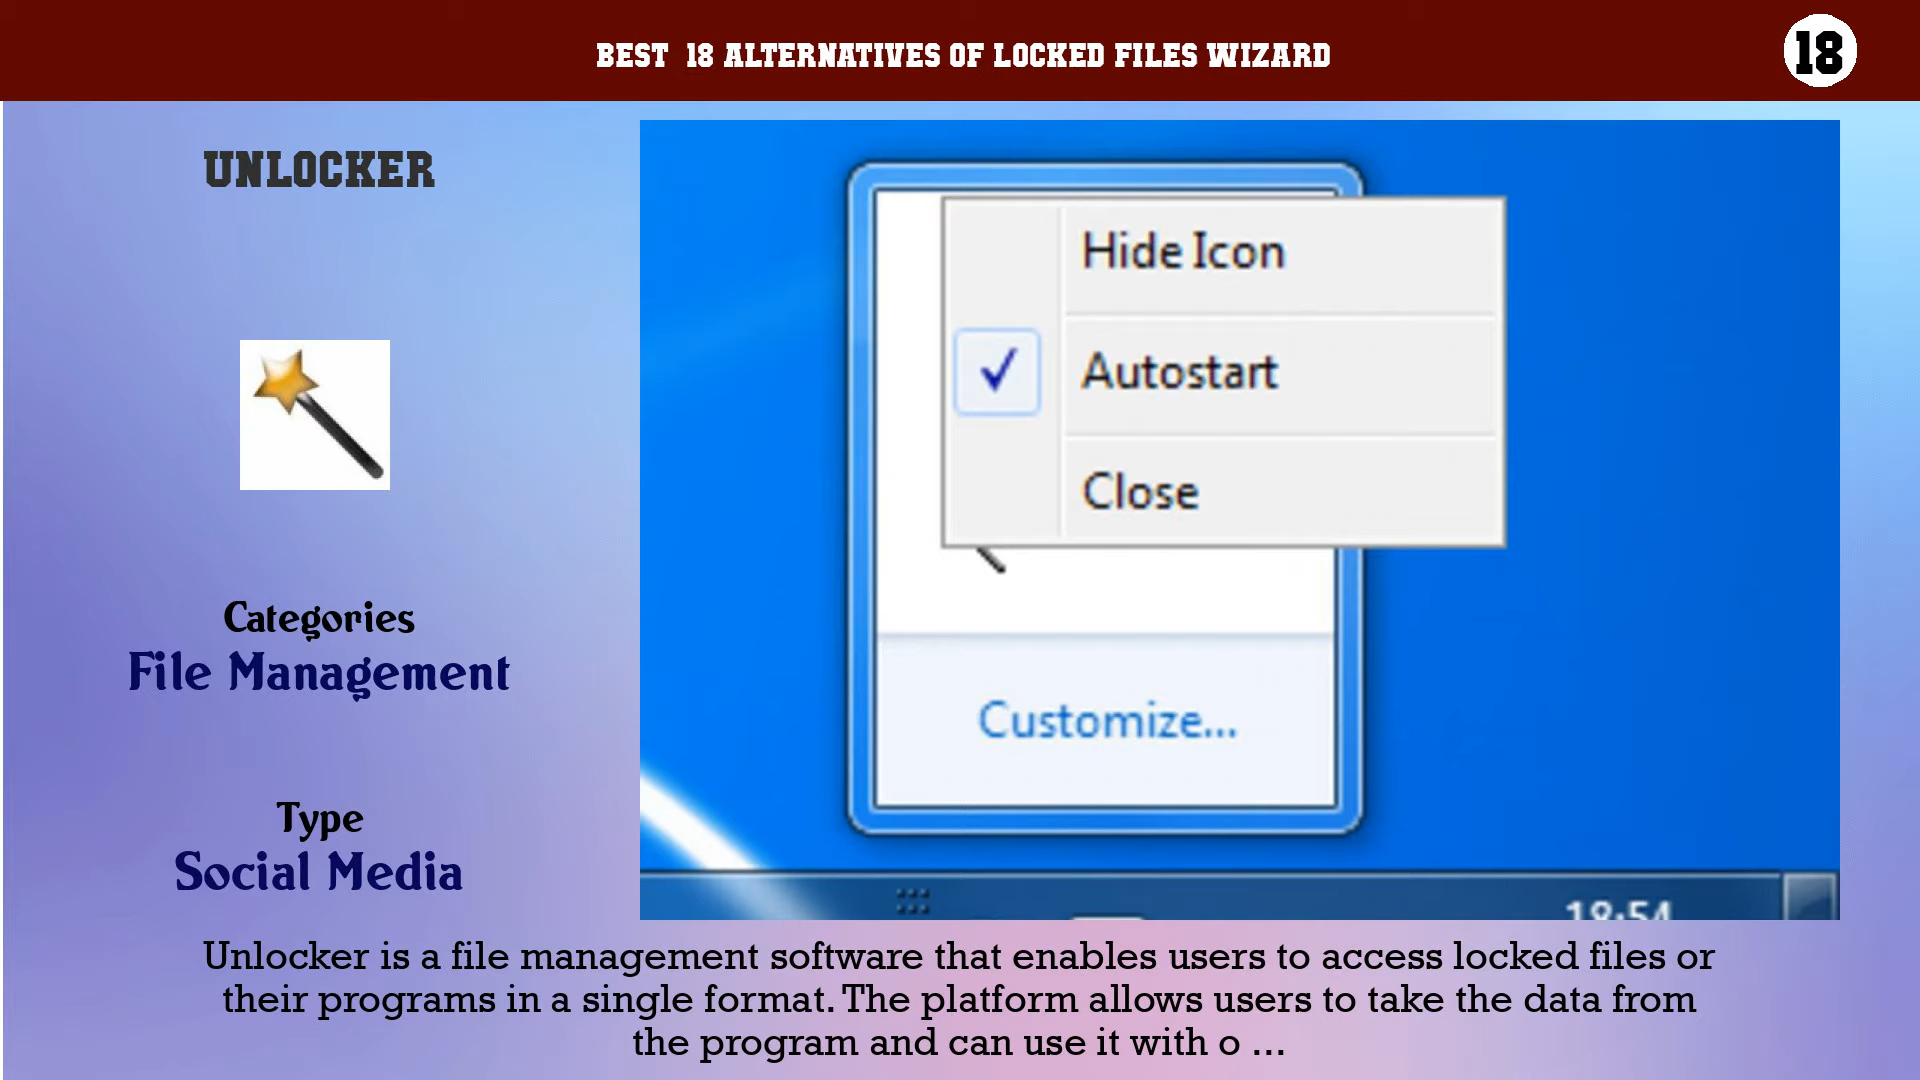 BEST 18 ALTERNATIVES OF LOCKED FILES WIZARD
18
UNLOCKER
Categories
File Management
Type
Social Media
Hide Icon
Autostart
Close
Customize...
18:54
Unlocker is a file management software that enables users to access locked files or
their programs in a single format. The platform allows users to take the data from
the program and can use it with o ...